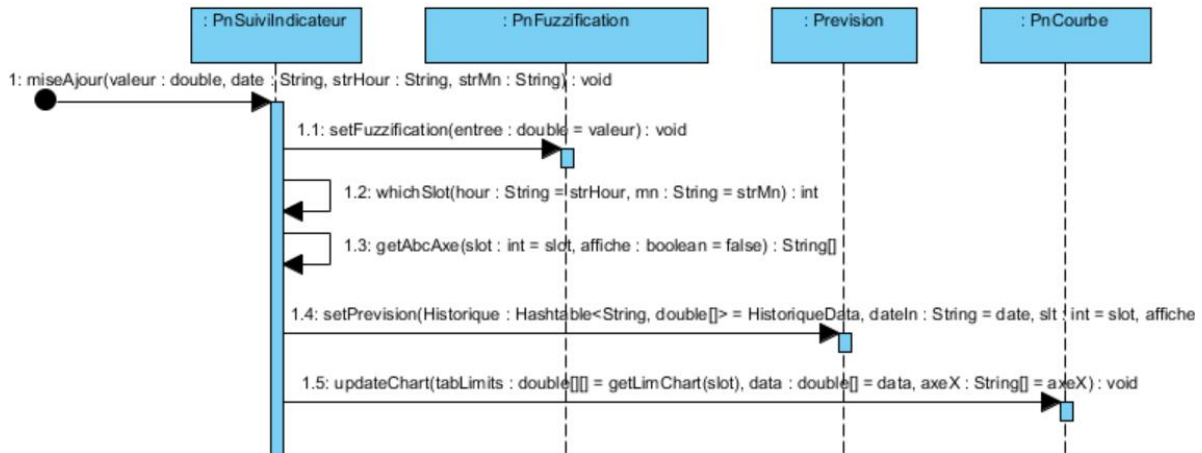 : PnSuiviIndicateur
: PnFuzzification
: Prevision
: PnCourbe
1: miseAjour(valeur : double, date : String, strHour : String, strMn : String) : void
1.1: setFuzzification(entree : double = valeur) : void
1.2: whichSlot(hour : String = strHour, mn : String = strMn) : int
1.3: getAbcAxe(slot : int = slot, affiche : boolean = false) : String[]
1.4: setPrevision(Historique : Hashtable<String, double[]> = HistoriqueData, dateIn : String = date, slt : int = slot, affiche
1.5: updateChart(tabLimits : double[][] = getLimChart(slot), data : double[] = data, axeX : String[] = axeX) : void